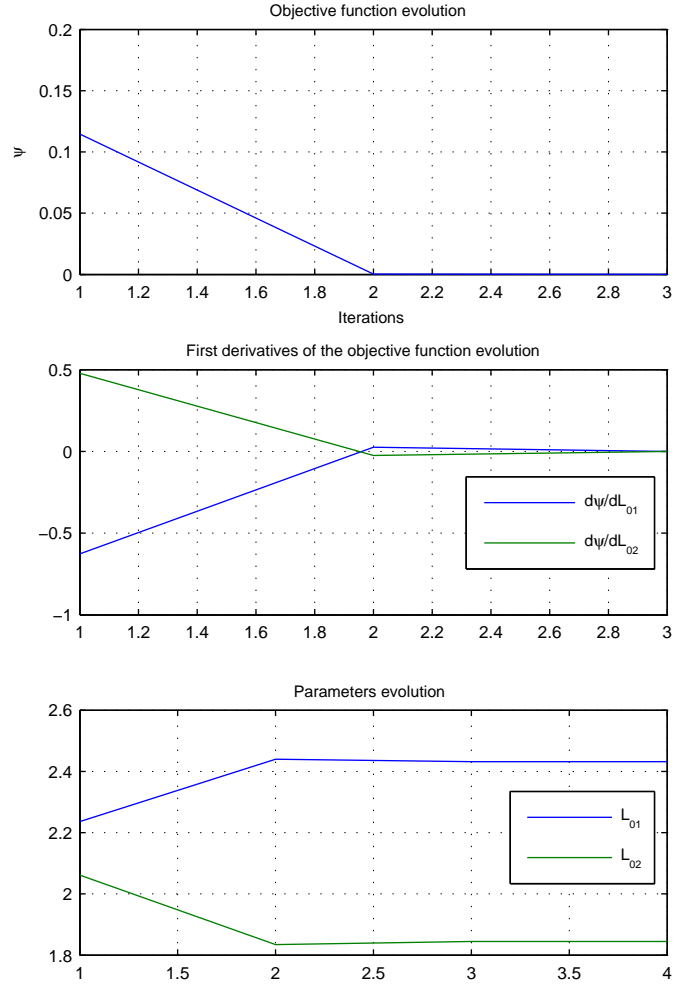 Objective function evolution
0.2
0.15
0.1
0.05
0
ψ
1 1.2 1.4 1.6 1.8 2 2.2 2.4 2.6 2.8 3
Iterations
First derivatives of the objective function evolution
0.5
0
−0.5
−1
dψ/dL01
dψ/dL02
1 1.2 1.4 1.6 1.8 2 2.2 2.4 2.6 2.8 3
Parameters evolution
2.6
2.4
2.2
2
1.8
L01
L02
1 1.5 2 2.5 3 3.5 4